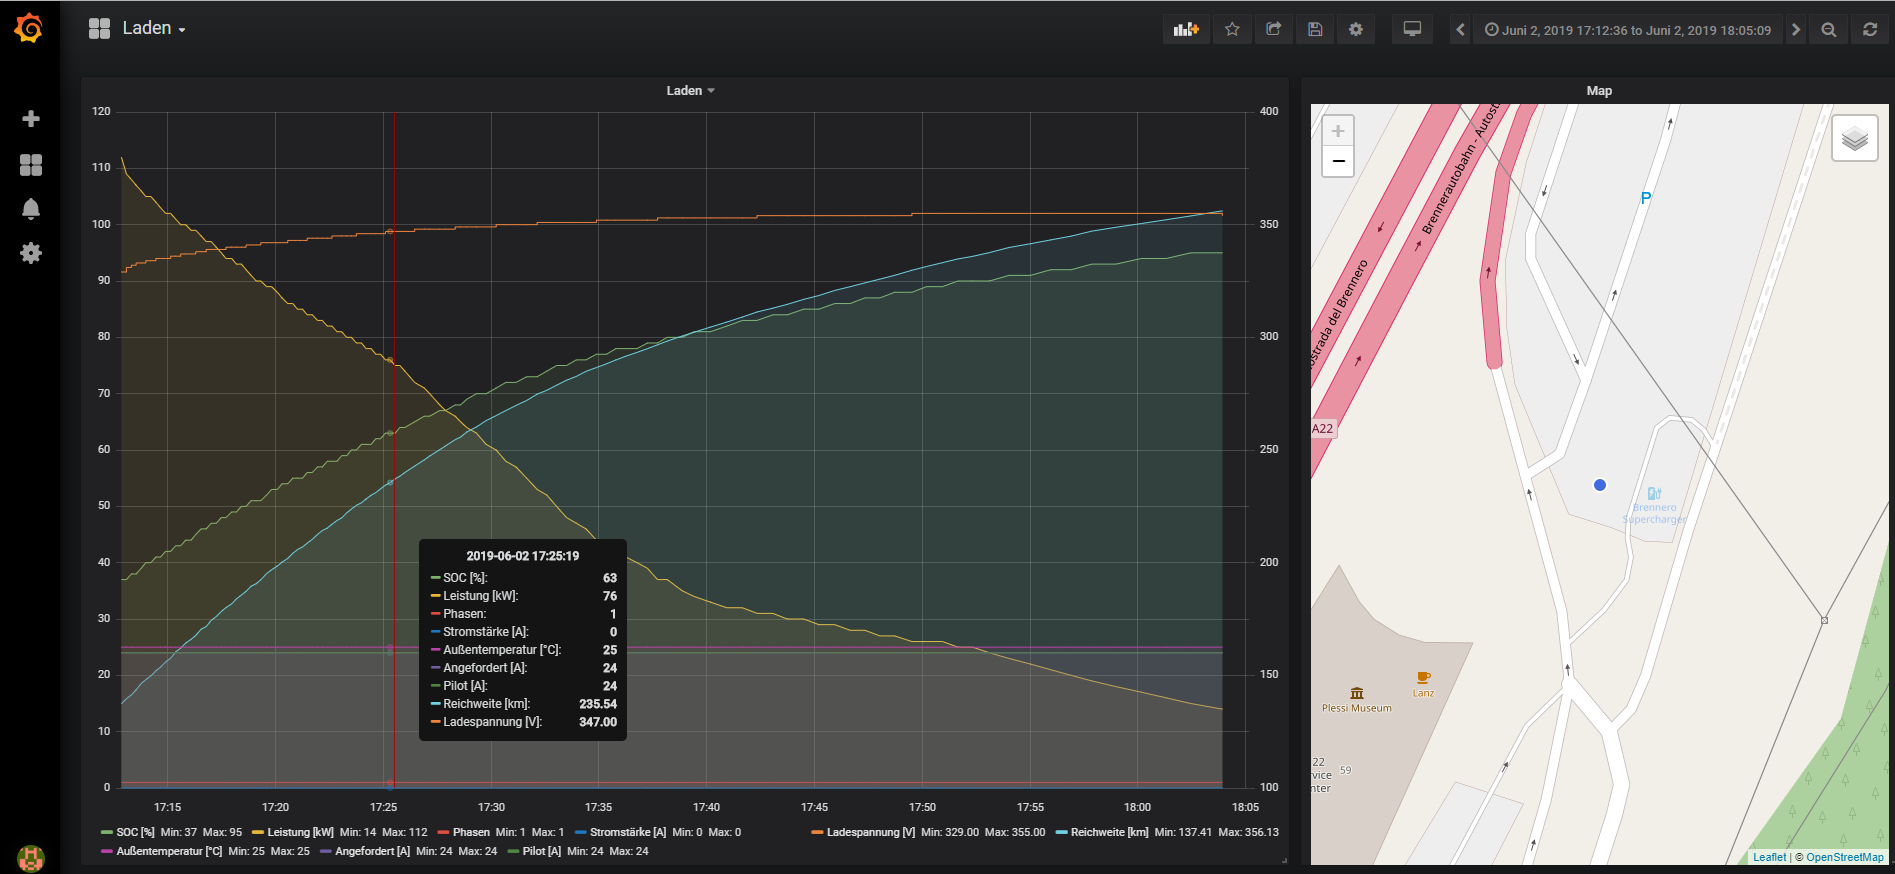 Laden
Juni 2, 2019 17:12:36 to Juni 2, 2019 18:05:09
Laden
120
110
100
90
80
70
60
50
40
30
20
10
0
400
350
300
250
200
150
100
17:15 17:20 17:25 17:30 17:35 17:40 17:45 17:50 17:55 18:00 18:05
2019-06-02 17:25:19
SOC [%]: 63
Leistung [kW]: 76
Phasen: 1
Stromstärke [A]: 0
Außentemperatur [°C]: 25
Angefordert [A]: 24
Pilot [A]: 24
Reichweite [km]: 235.54
Ladespannung [V]: 347.00
SOC [%] Min: 37 Max: 95 Leistung [kW] Min: 14 Max: 112 Phasen Min: 1 Max: 1 Stromstärke [A] Min: 0 Max: 0 Ladespannung [V] Min: 329.00 Max: 355.00 Reichweite [km] Min: 137.41 Max: 356.13
Außentemperatur [°C] Min: 25 Max: 25 Angefordert [A] Min: 24 Max: 24 Pilot [A] Min: 24 Max: 24
Map
+
−
Brennerautobahn - Autost
ostrada del Brennero
P
A22
Brennero
Supercharger
Lanz
Plessi Museum
22
rvice
nter
59
Leaflet | © OpenStreetMap